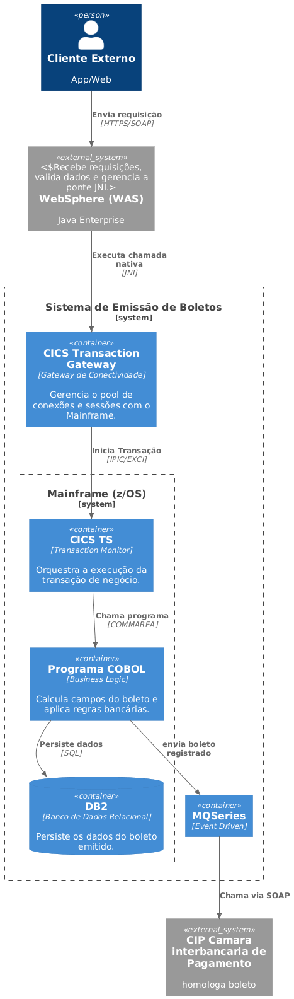 «person»
Cliente Externo
App/Web
Envia requisição
[HTTPS/SOAP]
«external_system»
<$Recebe requisições,
valida dados e gerencia a
ponte JNI.>
WebSphere (WAS)
Java Enterprise
Executa chamada
nativa
[JNI]
Sistema de Emissão de Boletos
[system]
«container»
CICS Transaction
Gateway
[Gateway de Conectividade]
Gerencia o pool de
conexões e sessões com o
Mainframe.
Inicia Transação
[IPIC/EXCI]
Mainframe (z/OS)
[system]
«container»
CICS TS
[Transaction Monitor]
Orquestra a execução da
transação de negócio.
Chama programa
[COMMAREA]
«container»
Programa COBOL
[Business Logic]
Calcula campos do boleto e
aplica regras bancárias.
Persiste dados
[SQL]
envia boleto
registrado
«container»
DB2
[Banco de Dados Relacional]
Persiste os dados do boleto
emitido.
«container»
MQSeries
[Event Driven]
Chama via SOAP
«external_system»
CIP Camara
interbancaria de
Pagamento
homologa boleto